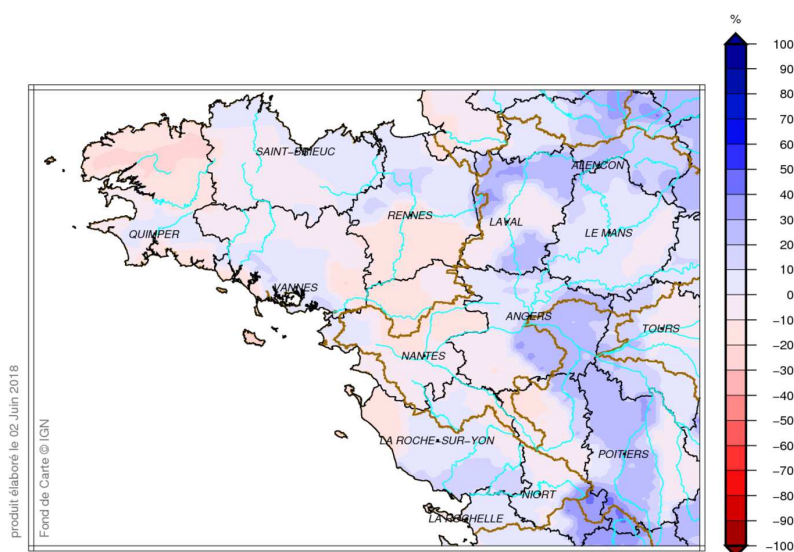 %
100
90
80
70
60
50
40
30
20
10
0
−10
−20
−30
−40
−50
−60
−70
−80
−90
−100
SAINT−BRIEUC
ALENCON
RENNES
LAVAL
QUIMPER
LE MANS
VANNES
ANGERS
TOURS
NANTES
LA ROCHE−SUR−YON
POITIERS
NIORT
LA ROCHELLE
produit élaboré le 02 Juin 2018
Fond de Carte © IGN